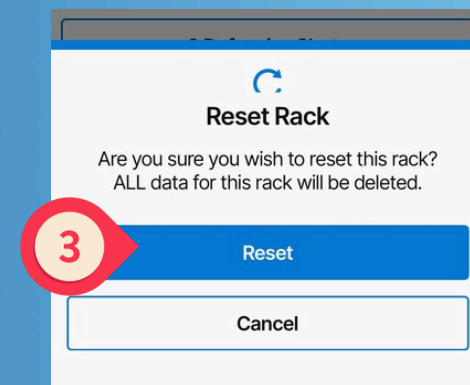 Reset Rack
Are you sure you wish to reset this rack?
ALL data for this rack will be deleted.
3
Reset
Cancel